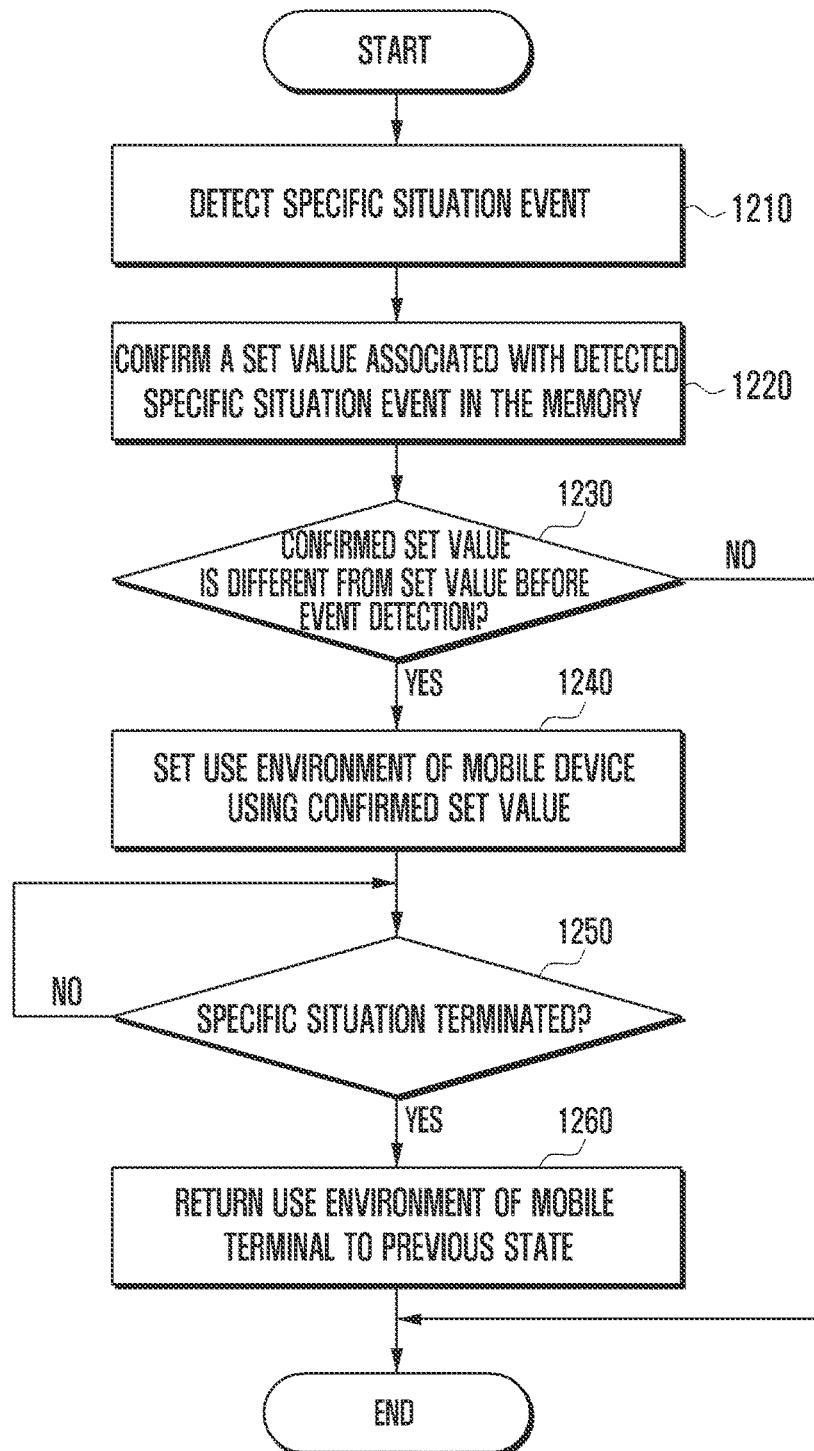 START
DETECT SPECIFIC SITUATION EVENT
1210
CONFIRM A SET VALUE ASSOCIATED WITH DETECTED
SPECIFIC SITUATION EVENT IN THE MEMORY
1220
1230
CONFIRMED SET VALUE
IS DIFFERENT FROM SET VALUE BEFORE
EVENT DETECTION?
NO
YES
1240
SET USE ENVIRONMENT OF MOBILE DEVICE
USING CONFIRMED SET VALUE
1250
NO
SPECIFIC SITUATION TERMINATED?
YES
1260
RETURN USE ENVIRONMENT OF MOBILE
TERMINAL TO PREVIOUS STATE
END